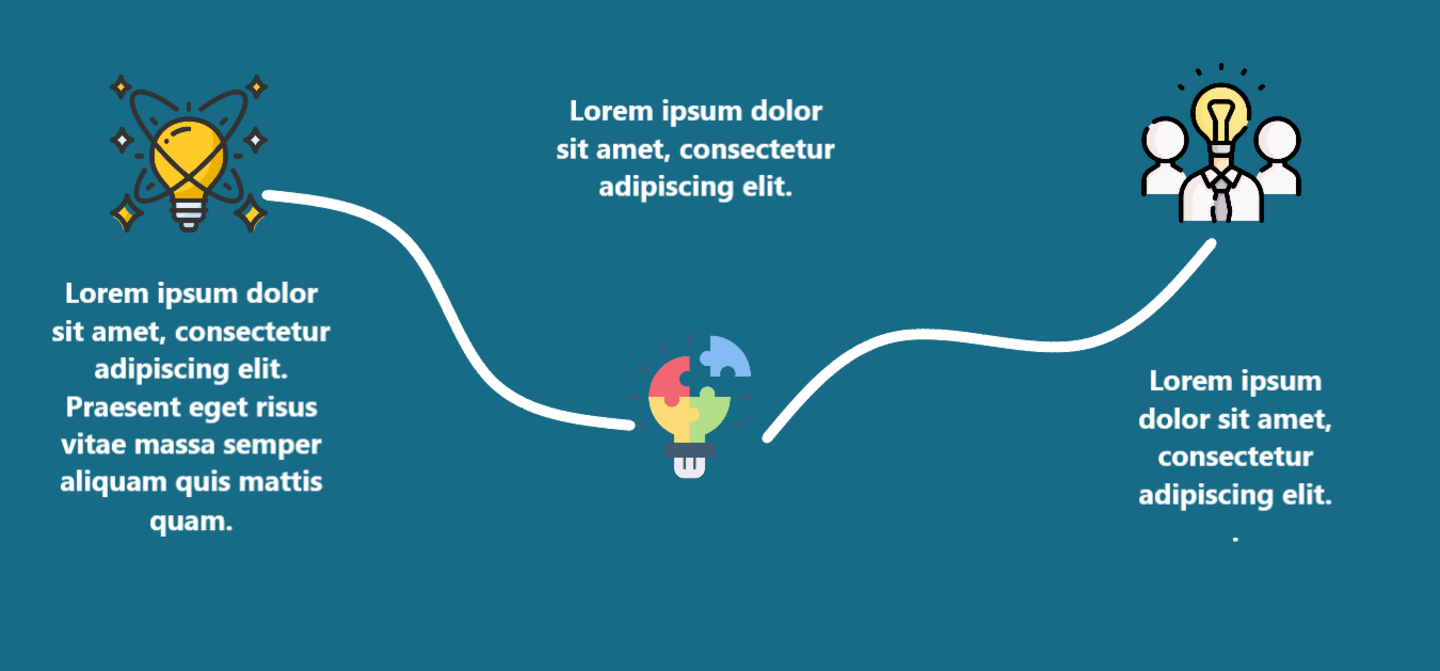 Lorem ipsum dolor
sit amet, consectetur
adipiscing elit.
Praesent eget risus
vitae massa semper
aliquam quis mattis
quam.
Lorem ipsum dolor
sit amet, consectetur
adipiscing elit.
Lorem ipsum
dolor sit amet,
consectetur
adipiscing elit.
.